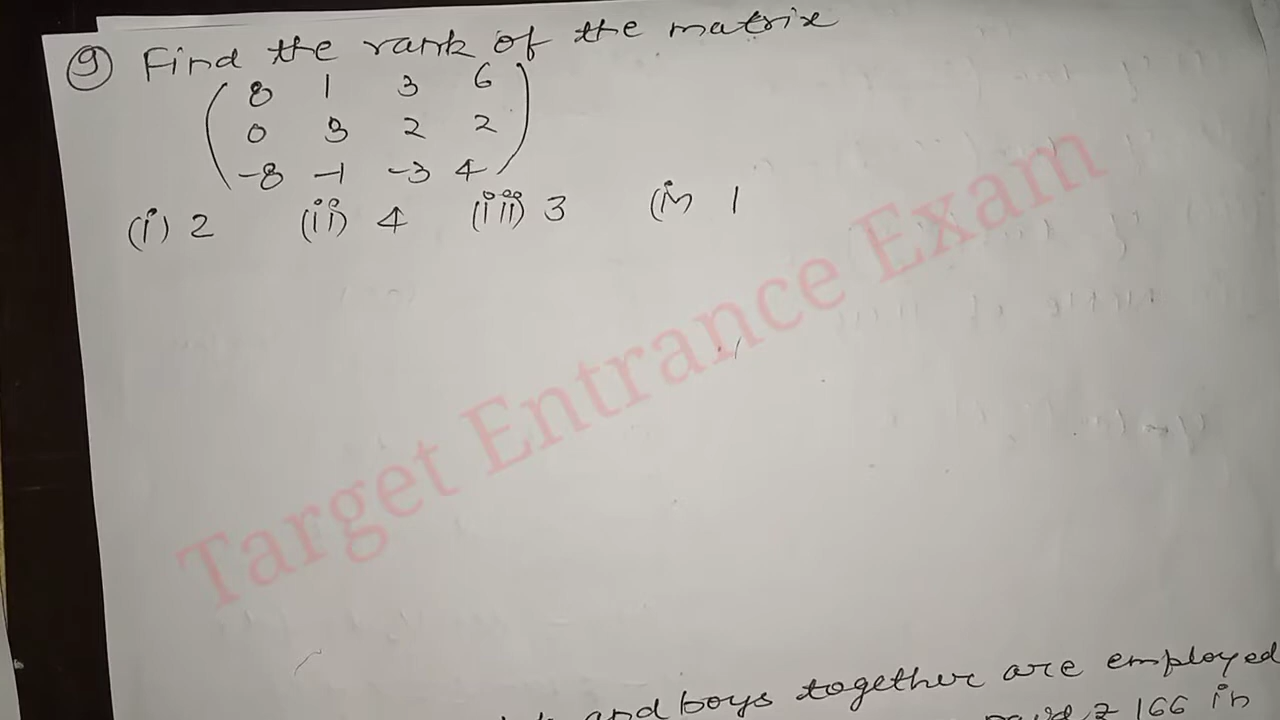 ⑨ Find the rank of the matrix
8 1 3 6
0 3 2 2
-8 -1 -3 4
(i) 2 (ii) 4 (iii) 3 (iv 1
Target Entrance Exam
and boys together are employed
166 in